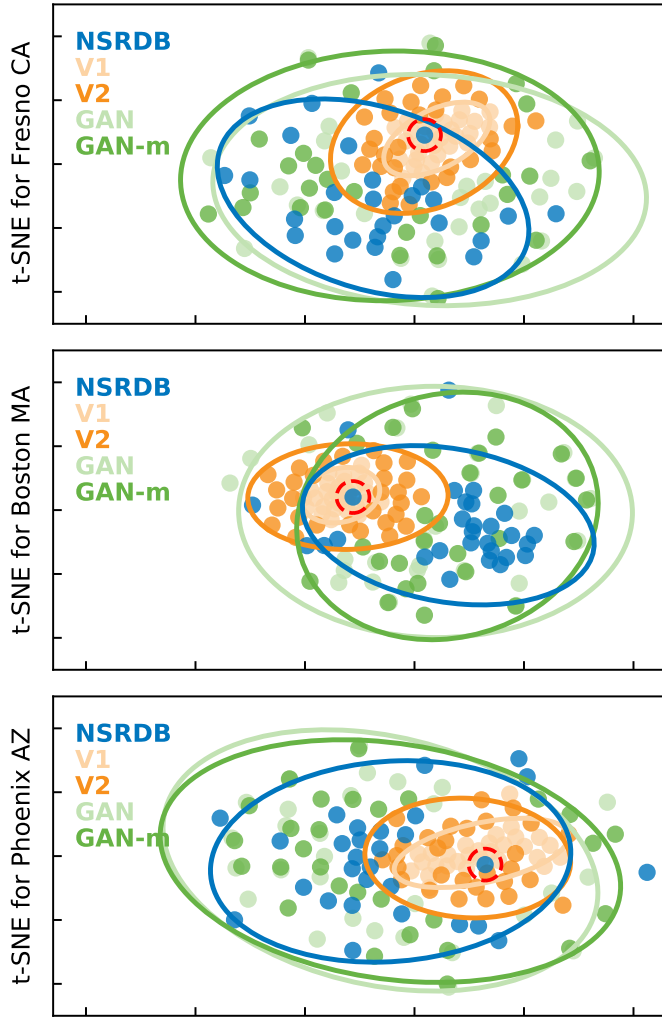 t-SNE for Fresno CA
NSRDB
V1
V2
GAN
GAN-m
t-SNE for Boston MA
NSRDB
V1
V2
GAN
GAN-m
t-SNE for Phoenix AZ
NSRDB
V1
V2
GAN
GAN-m